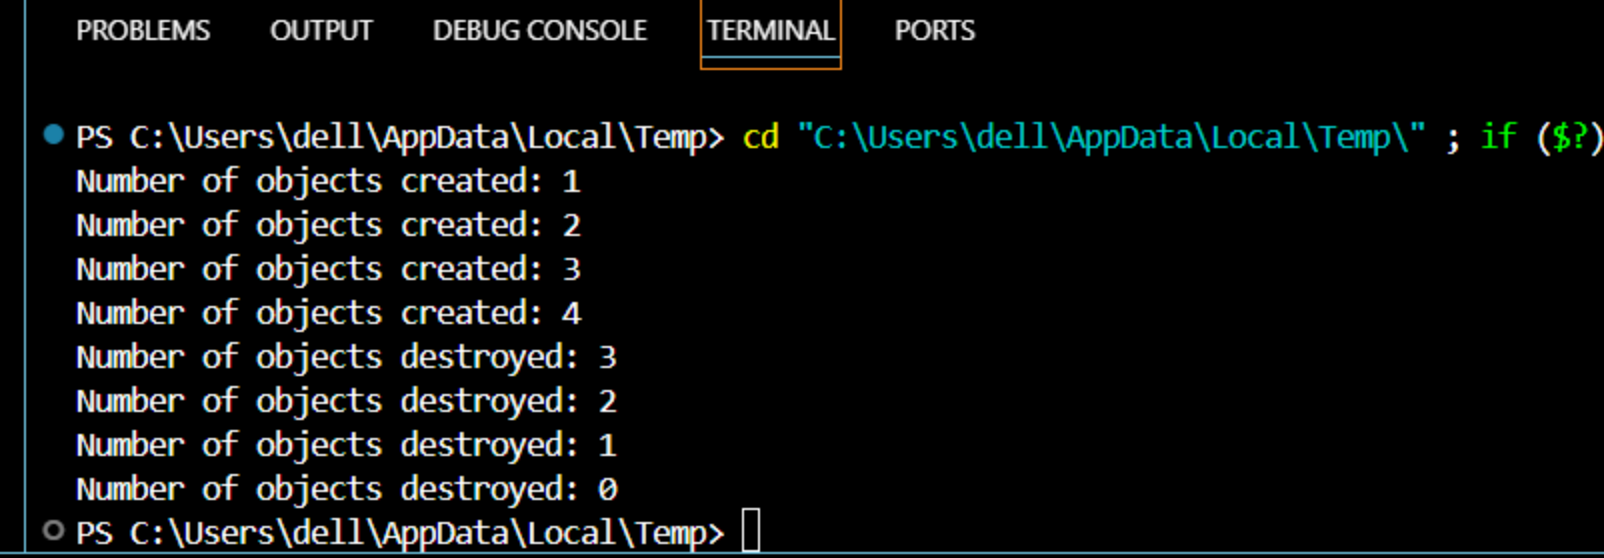 PROBLEMS OUTPUT DEBUG CONSOLE TERMINAL PORTS
PS C:\Users\dell\AppData\Local\Temp> cd "C:\Users\dell\AppData\Local\Temp\" ; if ($?)
Number of objects created: 1
Number of objects created: 2
Number of objects created: 3
Number of objects created: 4
Number of objects destroyed: 3
Number of objects destroyed: 2
Number of objects destroyed: 1
Number of objects destroyed: 0
PS C:\Users\dell\AppData\Local\Temp>